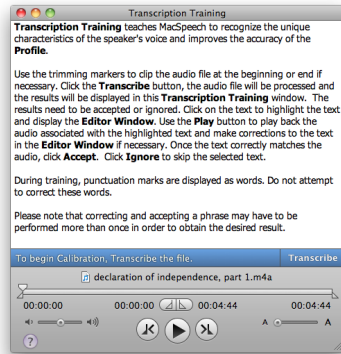 Transcription Training
Transcription Training teaches MacSpeech to recognize the unique
characteristics of the speaker's voice and improves the accuracy of the
Profile.
Use the trimming markers to clip the audio file at the beginning or end if
necessary. Click the Transcribe button, the audio file will be processed and
the results will be displayed in this Transcription Training window. The
results need to be accepted or ignored. Click on the text to highlight the text
and display the Editor Window. Use the Play button to play back the
audio associated with the highlighted text and make corrections to the text
in the Editor Window if necessary. Once the text correctly matches the
audio, click Accept. Click Ignore to skip the selected text.
During training, punctuation marks are displayed as words. Do not attempt
to correct these words.
Please note that correcting and accepting a phrase may have to be
performed more than once in order to obtain the desired result.
To begin Calibration, Transcribe the file. Transcribe
declaration of independence, part 1.m4a
00:00:00 00:00:00 00:04:44 00:04:44
A A
?